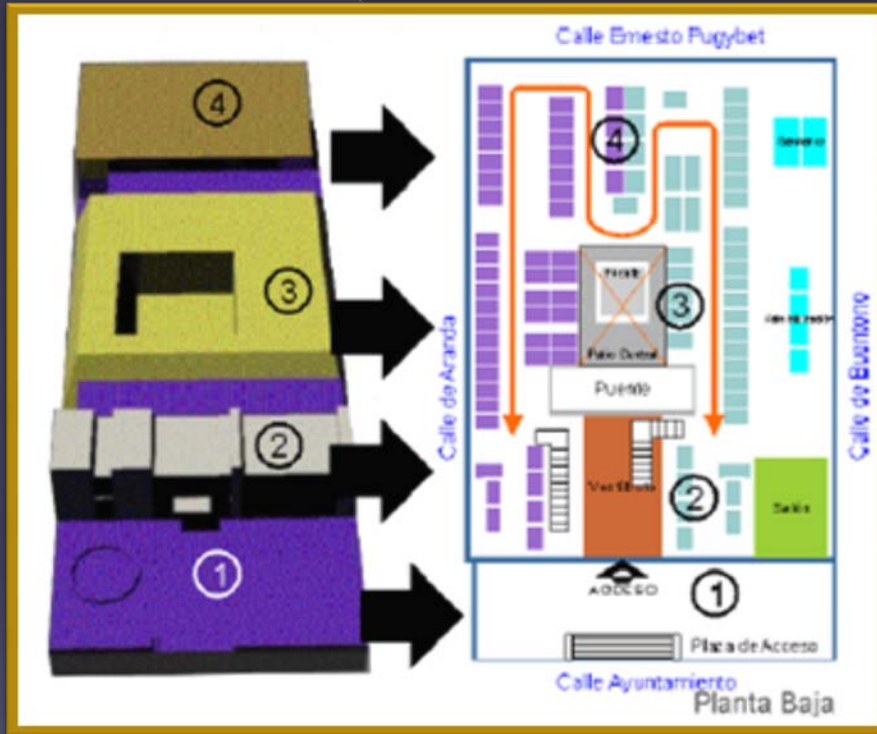 Calle Ernesto Pugybet
4
4
3
Patio Central
3
Calle de Aranda
Puente
Calle de Buentono
2
Vestíbulo
2
Salón
1
ACCESO
1
Plaza de Acceso
Calle Ayuntamiento
Planta Baja